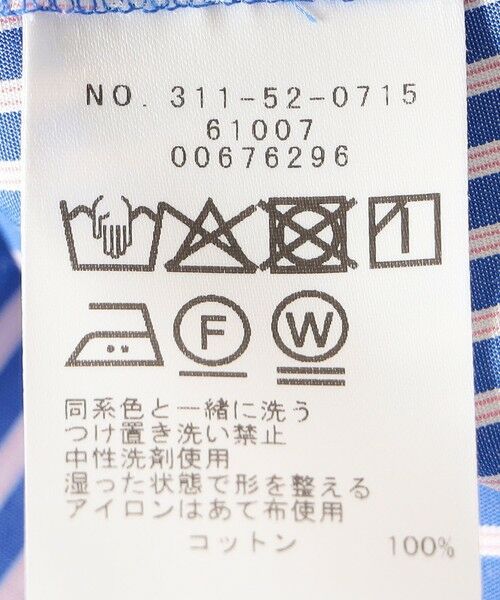 NO. 311-52-0715
61007
00676296
F W
同系色と一緒に洗う
つけ置き洗い禁止
中性洗剤使用
湿った状態で形を整える
アイロンはあて布使用
コットン 100%